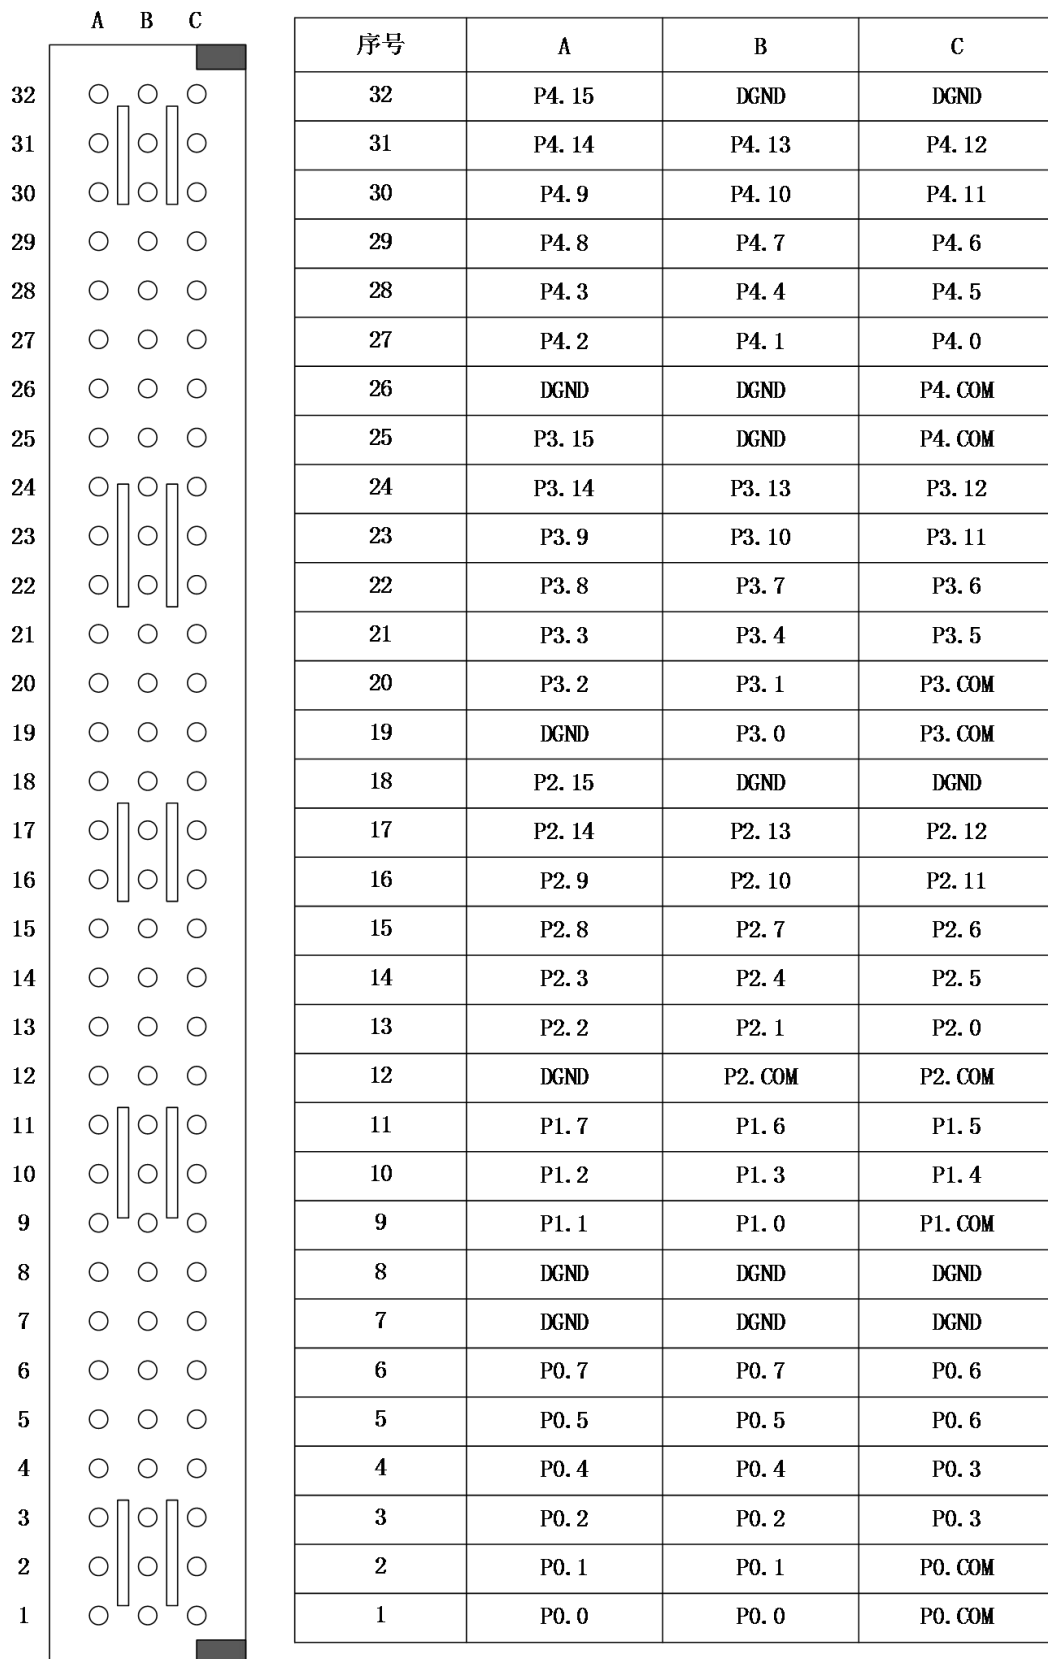 A B C
序号 A B C
32 32 P4.15 DGND DGND
31 31 P4.14 P4.13 P4.12
30 30 P4.9 P4.10 P4.11
29 29 P4.8 P4.7 P4.6
28 28 P4.3 P4.4 P4.5
27 27 P4.2 P4.1 P4.0
26 26 DGND DGND P4.COM
25 25 P3.15 DGND P4.COM
24 24 P3.14 P3.13 P3.12
23 23 P3.9 P3.10 P3.11
22 22 P3.8 P3.7 P3.6
21 21 P3.3 P3.4 P3.5
20 20 P3.2 P3.1 P3.COM
19 19 DGND P3.0 P3.COM
18 18 P2.15 DGND DGND
17 17 P2.14 P2.13 P2.12
16 16 P2.9 P2.10 P2.11
15 15 P2.8 P2.7 P2.6
14 14 P2.3 P2.4 P2.5
13 13 P2.2 P2.1 P2.0
12 12 DGND P2.COM P2.COM
11 11 P1.7 P1.6 P1.5
10 10 P1.2 P1.3 P1.4
9 9 P1.1 P1.0 P1.COM
8 8 DGND DGND DGND
7 7 DGND DGND DGND
6 6 P0.7 P0.7 P0.6
5 5 P0.5 P0.5 P0.6
4 4 P0.4 P0.4 P0.3
3 3 P0.2 P0.2 P0.3
2 2 P0.1 P0.1 P0.COM
1 1 P0.0 P0.0 P0.COM